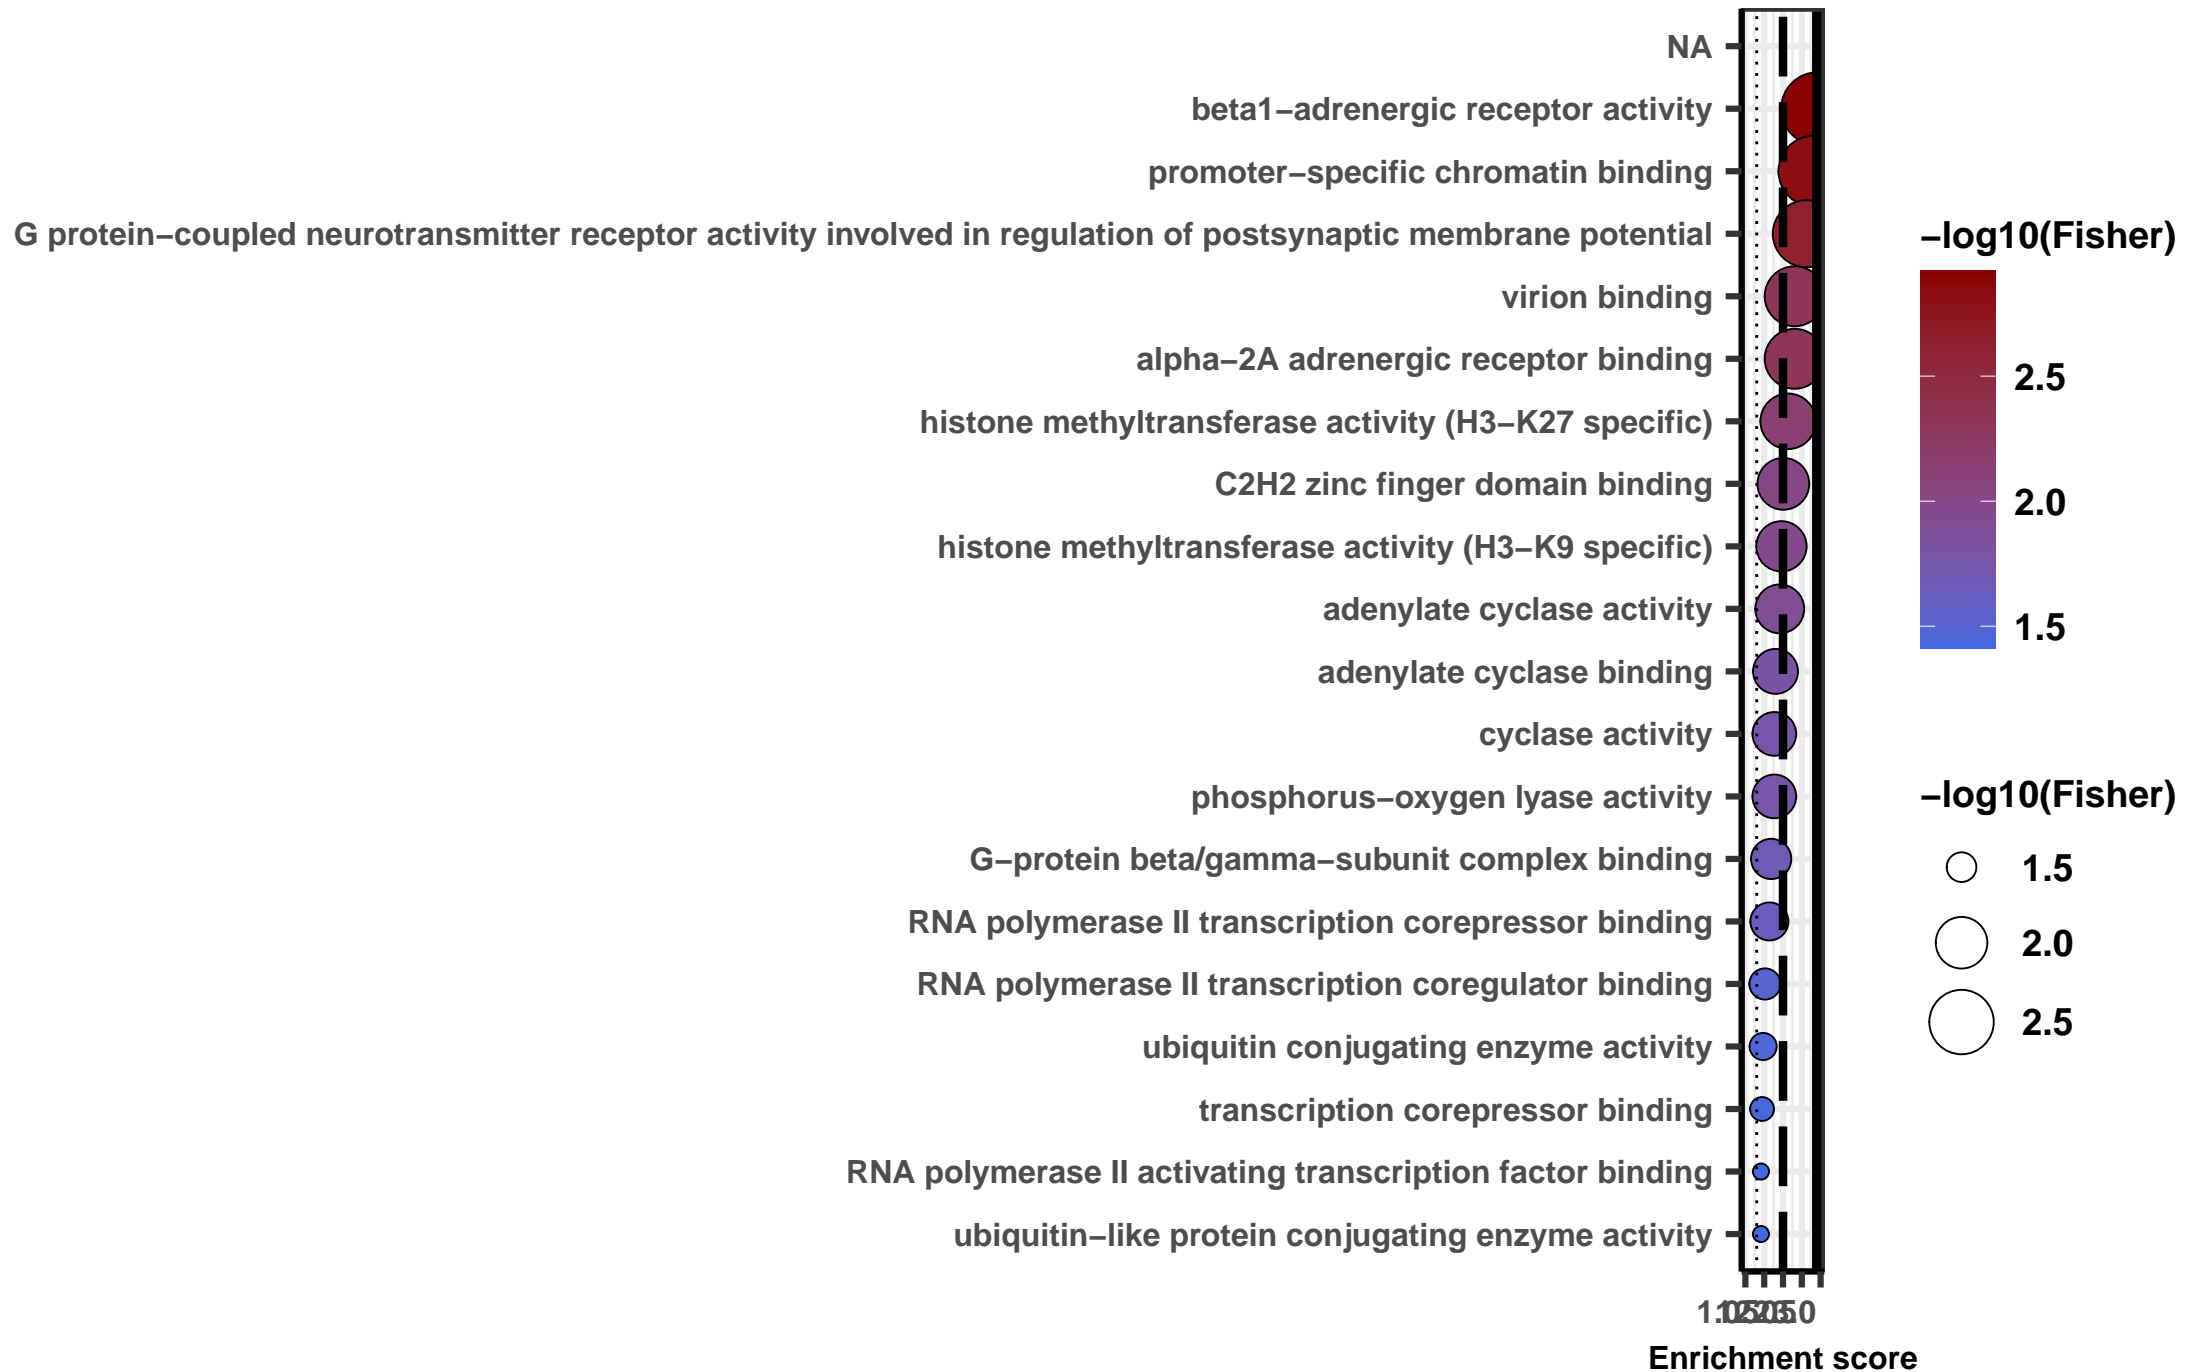 NA
beta1−adrenergic receptor activity
promoter−specific chromatin binding
G protein−coupled neurotransmitter receptor activity involved in regulation of postsynaptic membrane potential
virion binding
alpha−2A adrenergic receptor binding
histone methyltransferase activity (H3−K27 specific)
C2H2 zinc finger domain binding
histone methyltransferase activity (H3−K9 specific)
adenylate cyclase activity
adenylate cyclase binding
cyclase activity
phosphorus−oxygen lyase activity
G−protein beta/gamma−subunit complex binding
RNA polymerase II transcription corepressor binding
RNA polymerase II transcription coregulator binding
ubiquitin conjugating enzyme activity
transcription corepressor binding
RNA polymerase II activating transcription factor binding
ubiquitin−like protein conjugating enzyme activity
Enrichment score
−log10(Fisher)
2.5
2.0
1.5
−log10(Fisher)
1.5
2.0
2.5